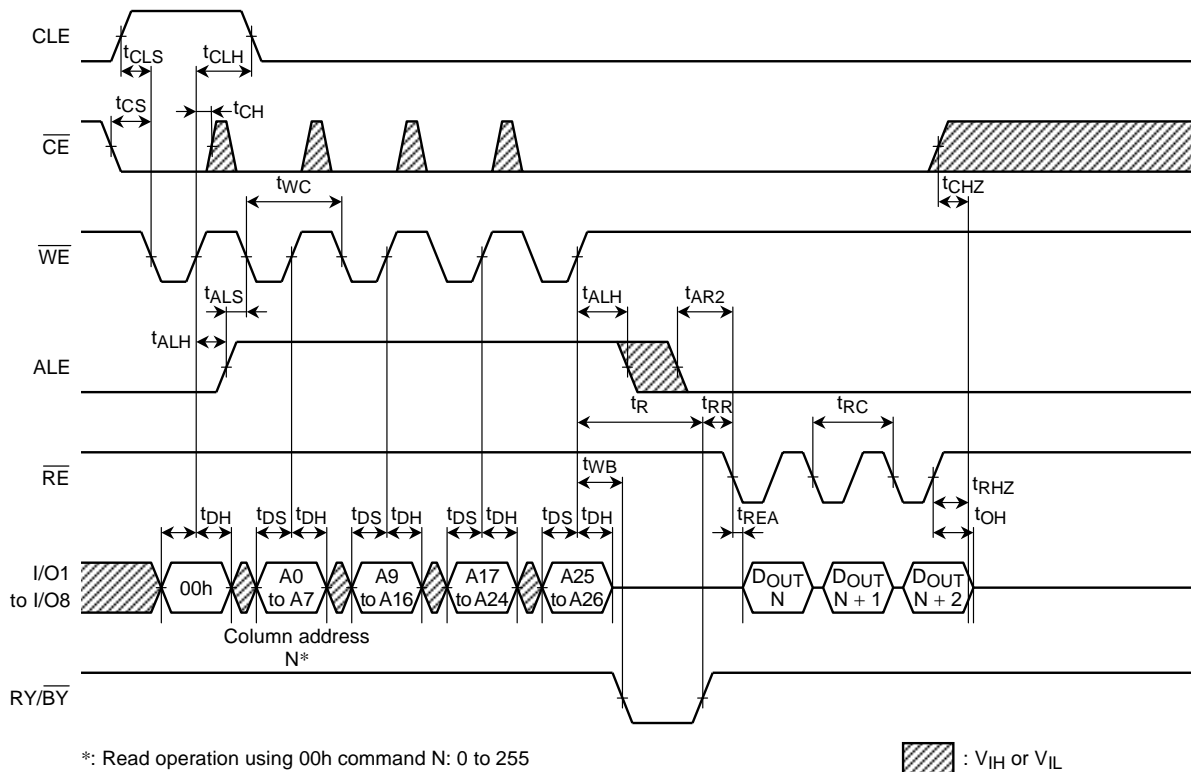 CLE
tCLS
tCLH
tCS
tCH
CE
tWC
tCHZ
WE
tALS
tALH
tAR2
tALH
ALE
tR
tRR
tRC
tWB
RE
tRHZ
tDH
tDS
tDH
tDS
tDH
tDS
tDH
tDS
tDH
tREA
tOH
I/O1
to I/O8
00h
A0
to A7
A9
to A16
A17
to A24
A25
to A26
DOUT
N
DOUT
N + 1
DOUT
N + 2
Column address
N*
RY/BY
*: Read operation using 00h command N: 0 to 255
: VIH or VIL